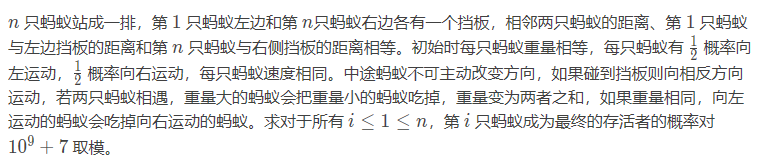 n 只蚂蚁站成一排，第 1 只蚂蚁左边和第 n只蚂蚁右边各有一个挡板，相邻两只蚂蚁的距离、第 1 只蚂蚁
与左边挡板的距离和第 n 只蚂蚁与右侧挡板的距离相等。初始时每只蚂蚁重量相等，每只蚂蚁有 1/2 概率向
左运动，1/2 概率向右运动，每只蚂蚁速度相同。中途蚂蚁不可主动改变方向，如果碰到挡板则向相反方向
运动，若两只蚂蚁相遇，重量大的蚂蚁会把重量小的蚂蚁吃掉，重量变为两者之和，如果重量相同，向左
运动的蚂蚁会吃掉向右运动的蚂蚁。求对于所有 i ≤ 1 ≤ n，第 i 只蚂蚁成为最终的存活者的概率对
10^9 + 7 取模。